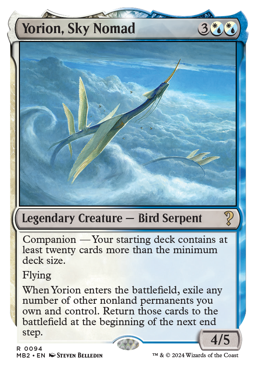 Yorion, Sky Nomad 3
Legendary Creature — Bird Serpent
Companion — Your starting deck contains at
least twenty cards more than the minimum
deck size.
Flying
When Yorion enters the battlefield, exile any
number of other nonland permanents you
own and control. Return those cards to the
battlefield at the beginning of the next end
step.
4/5
R 0094
MB2 • EN Steven Belledin
™ & © 2024 Wizards of the Coast